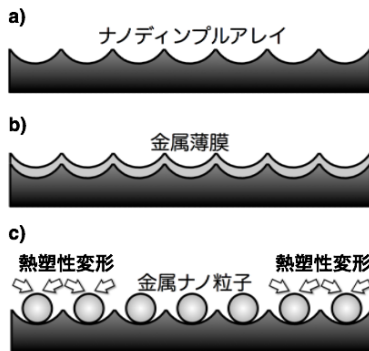 a)
ナノディンプルアレイ
b)
金属薄膜
c)
熱塑性変形
金属ナノ粒子
熱塑性変形